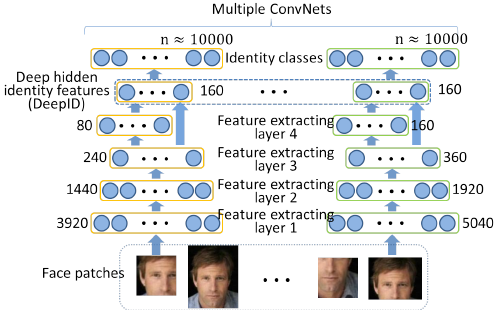 Multiple ConvNets
n ≈ 10000
n ≈ 10000
Identity classes
Deep hidden
identity features
(DeepID)
160
160
80
Feature extracting
layer 4
160
240
Feature extracting
layer 3
360
1440
Feature extracting
layer 2
1920
3920
Feature extracting
layer 1
5040
Face patches